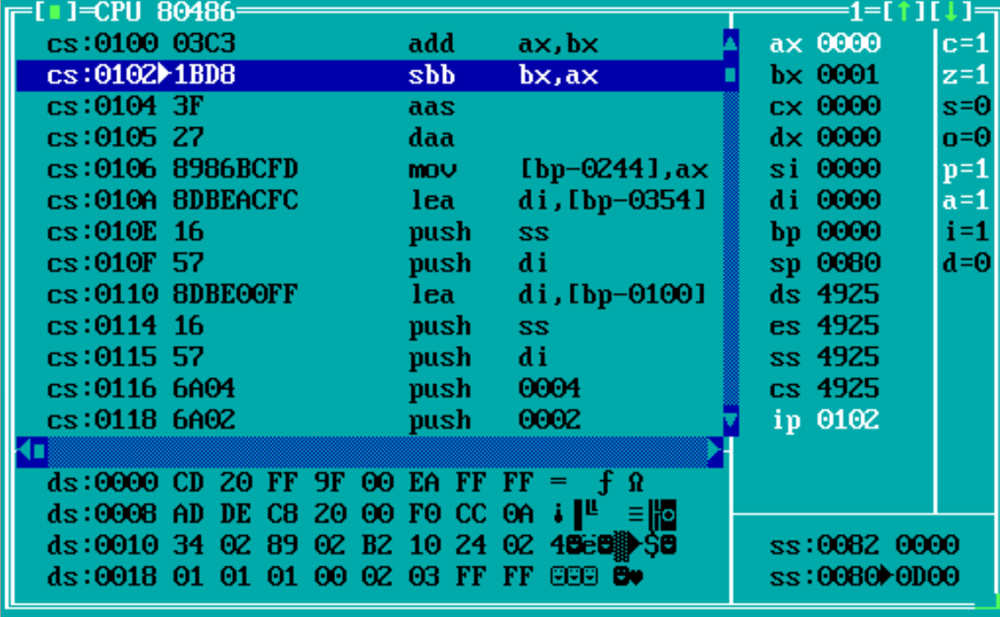 [■]=CPU 80486 1=[↑][↓]
cs:0100 03C3 add ax,bx ax 0000 c=1
cs:0102►1BD8 sbb bx,ax bx 0001 z=1
cs:0104 3F aas cx 0000 s=0
cs:0105 27 daa dx 0000 o=0
cs:0106 8986BCFD mov [bp-0244],ax si 0000 p=1
cs:010A 8DBEACFC lea di,[bp-0354] di 0000 a=1
cs:010E 16 push ss bp 0000 i=1
cs:010F 57 push di sp 0080 d=0
cs:0110 8DBE00FF lea di,[bp-0100] ds 4925
cs:0114 16 push ss es 4925
cs:0115 57 push di ss 4925
cs:0116 6A04 push 0004 cs 4925
cs:0118 6A02 push 0002 ip 0102
ds:0000 CD 20 FF 9F 00 EA FF FF = ƒ Ω
ds:0008 AD DE C8 20 00 F0 CC 0A ¡▐╚ ≡╠◙
ds:0010 34 02 89 02 B2 10 24 02 4☻ë☻▓►$☻ ss:0082 0000
ds:0018 01 01 01 00 02 03 FF FF ☺☺☺ ☻♥ ss:0080►0D00